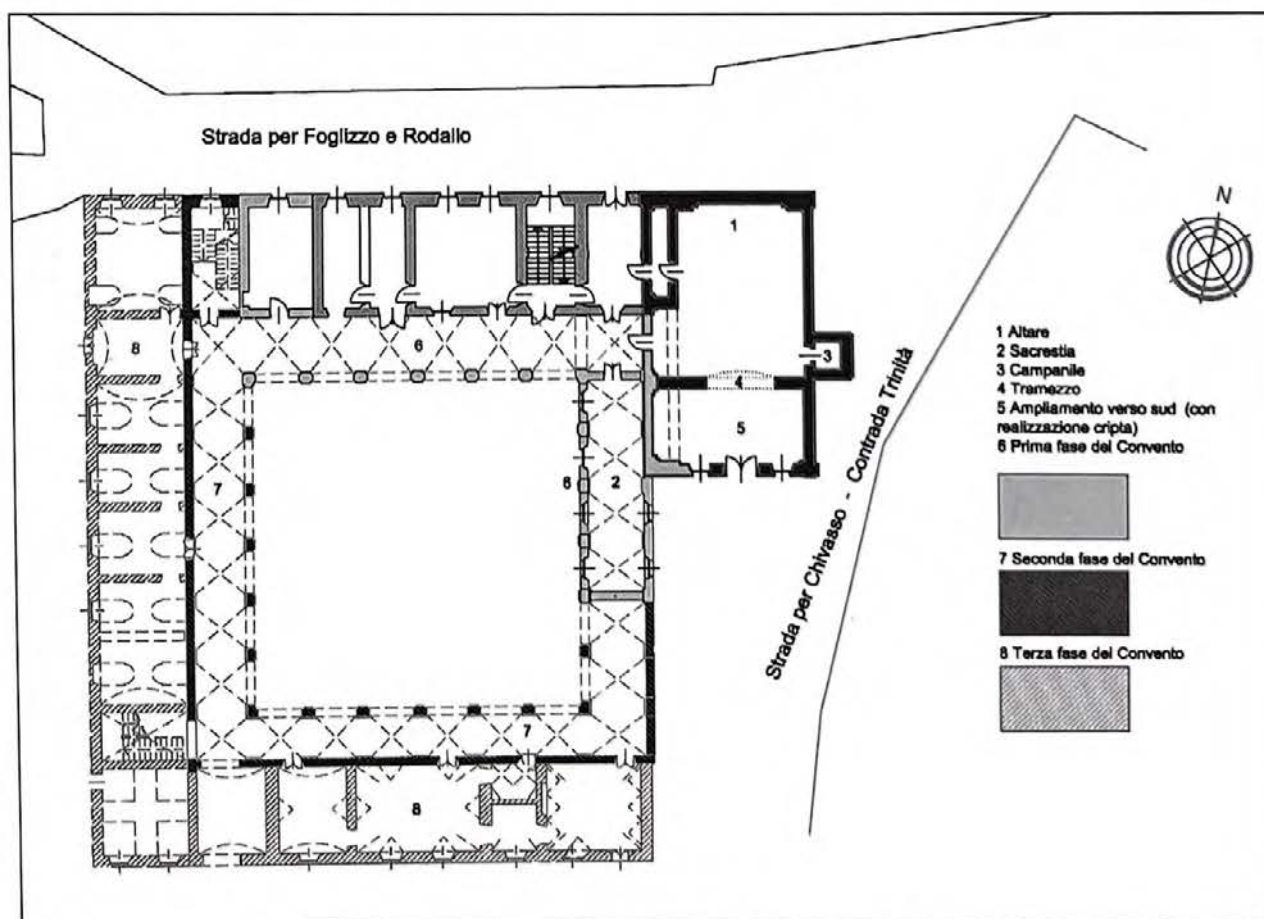 Strada per Foglizzo e Rodallo
N
1
3
4
5
6
8
7
6
2
7
8
Strada per Chivasso - Contrada Trinità
1 Altare
2 Sacrestia
3 Campanile
4 Tramezzo
5 Ampliamento verso sud (con
realizzazione cripta)
6 Prima fase del Convento
7 Seconda fase del Convento
8 Terza fase del Convento